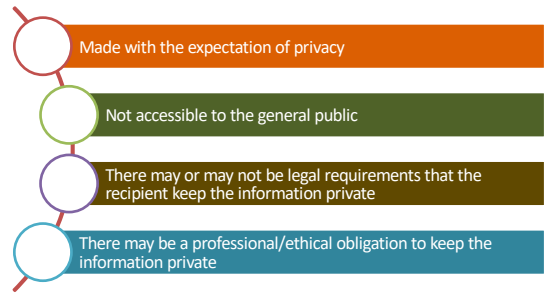 Made with the expectation of privacy
Not accessible to the general public
There may or may not be legal requirements that the
recipient keep the information private
There may be a professional/ethical obligation to keep the
information private